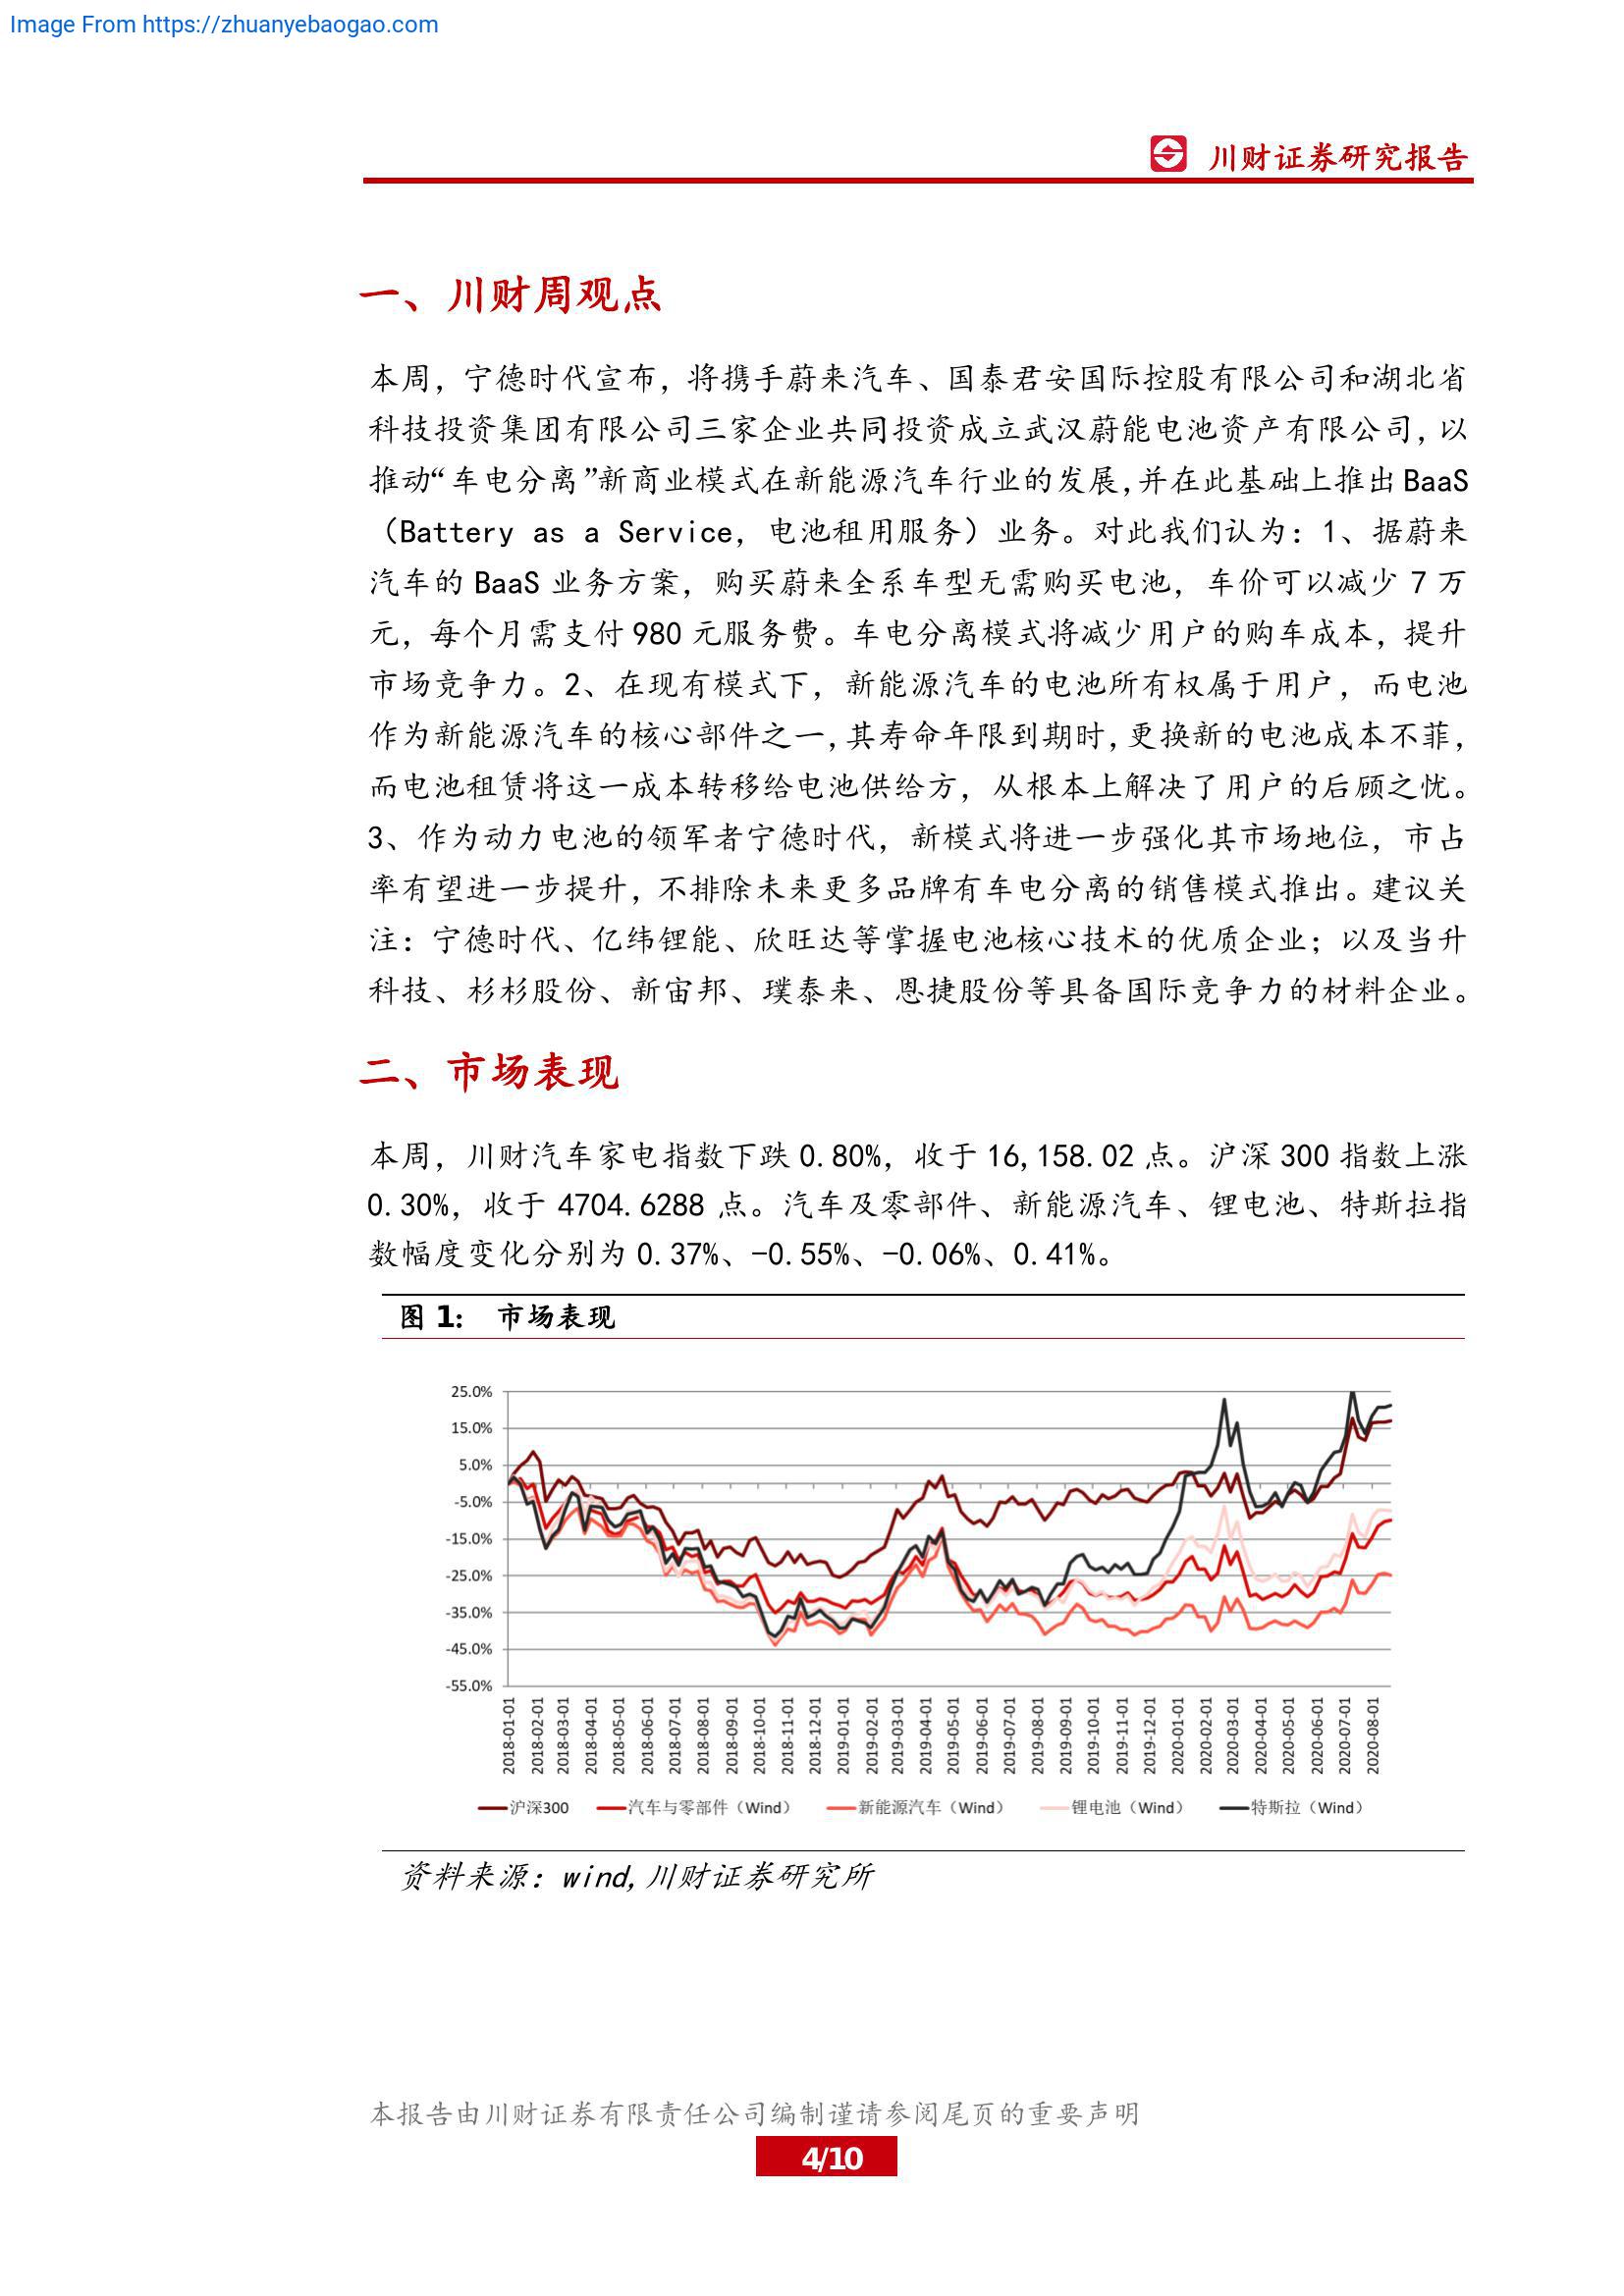 Image From https://zhuanyebaogao.com
川财证券研究报告
一、川财周观点
本周，宁德时代宣布，将携手蔚来汽车、国泰君安国际控股有限公司和湖北省
科技投资集团有限公司三家企业共同投资成立武汉蔚能电池资产有限公司，以
推动“车电分离”新商业模式在新能源汽车行业的发展，并在此基础上推出 BaaS
（Battery as a Service，电池租用服务）业务。对此我们认为：1、据蔚来
汽车的 BaaS 业务方案，购买蔚来全系车型无需购买电池，车价可以减少 7 万
元，每个月需支付 980 元服务费。车电分离模式将减少用户的购车成本，提升
市场竞争力。2、在现有模式下，新能源汽车的电池所有权属于用户，而电池
作为新能源汽车的核心部件之一，其寿命年限到期时，更换新的电池成本不菲，
而电池租赁将这一成本转移给电池供给方，从根本上解决了用户的后顾之忧。
3、作为动力电池的领军者宁德时代，新模式将进一步强化其市场地位，市占
率有望进一步提升，不排除未来更多品牌有车电分离的销售模式推出。建议关
注：宁德时代、亿纬锂能、欣旺达等掌握电池核心技术的优质企业；以及当升
科技、杉杉股份、新宙邦、璞泰来、恩捷股份等具备国际竞争力的材料企业。
二、市场表现
本周，川财汽车家电指数下跌 0.80%，收于 16,158.02 点。沪深 300 指数上涨
0.30%，收于 4704.6288 点。汽车及零部件、新能源汽车、锂电池、特斯拉指
数幅度变化分别为 0.37%、-0.55%、-0.06%、0.41%。
图 1： 市场表现
25.0%
15.0%
5.0%
-5.0%
-15.0%
-25.0%
-35.0%
-45.0%
-55.0%
2018-01-01 2018-02-01 2018-03-01 2018-04-01 2018-05-01 2018-06-01 2018-07-01 2018-08-01 2018-09-01 2018-10-01 2018-11-01 2018-12-01 2019-01-01 2019-02-01 2019-03-01 2019-04-01 2019-05-01 2019-06-01 2019-07-01 2019-08-01 2019-09-01 2019-10-01 2019-11-01 2019-12-01 2020-01-01 2020-02-01 2020-03-01 2020-04-01 2020-05-01 2020-06-01 2020-07-01 2020-08-01
沪深300 汽车与零部件（Wind） 新能源汽车（Wind） 锂电池（Wind） 特斯拉（Wind）
资料来源：wind,川财证券研究所
本报告由川财证券有限责任公司编制谨请参阅尾页的重要声明
4/10